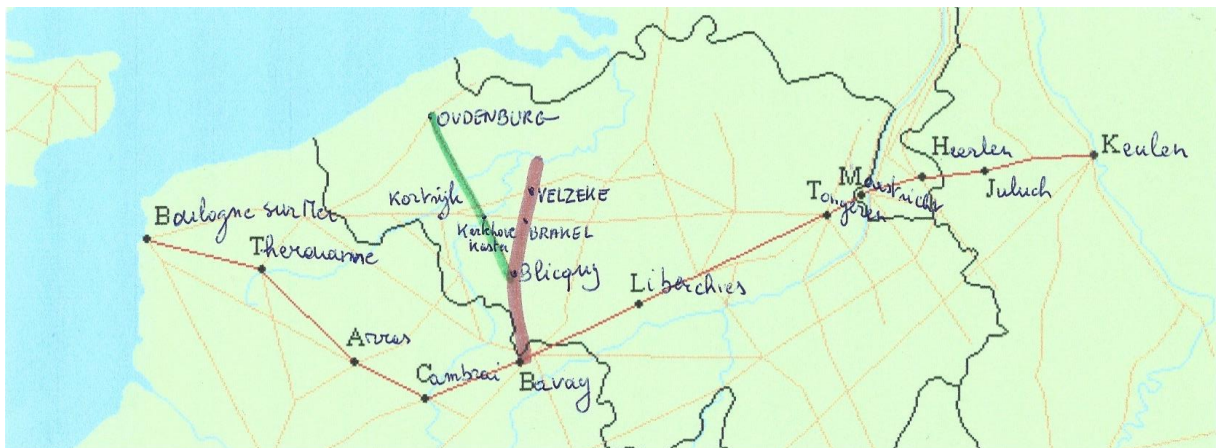 OUDENBURG
VELZEKE
BRAKEL
Kortrijk
Kerkhove
Kaster
Blicquy
Boulogne sur Mer
Therouanne
Arras
Cambrai
Bavay
Liberchies
Tongeren
Maastricht
Heerlen
Juluch
Keulen